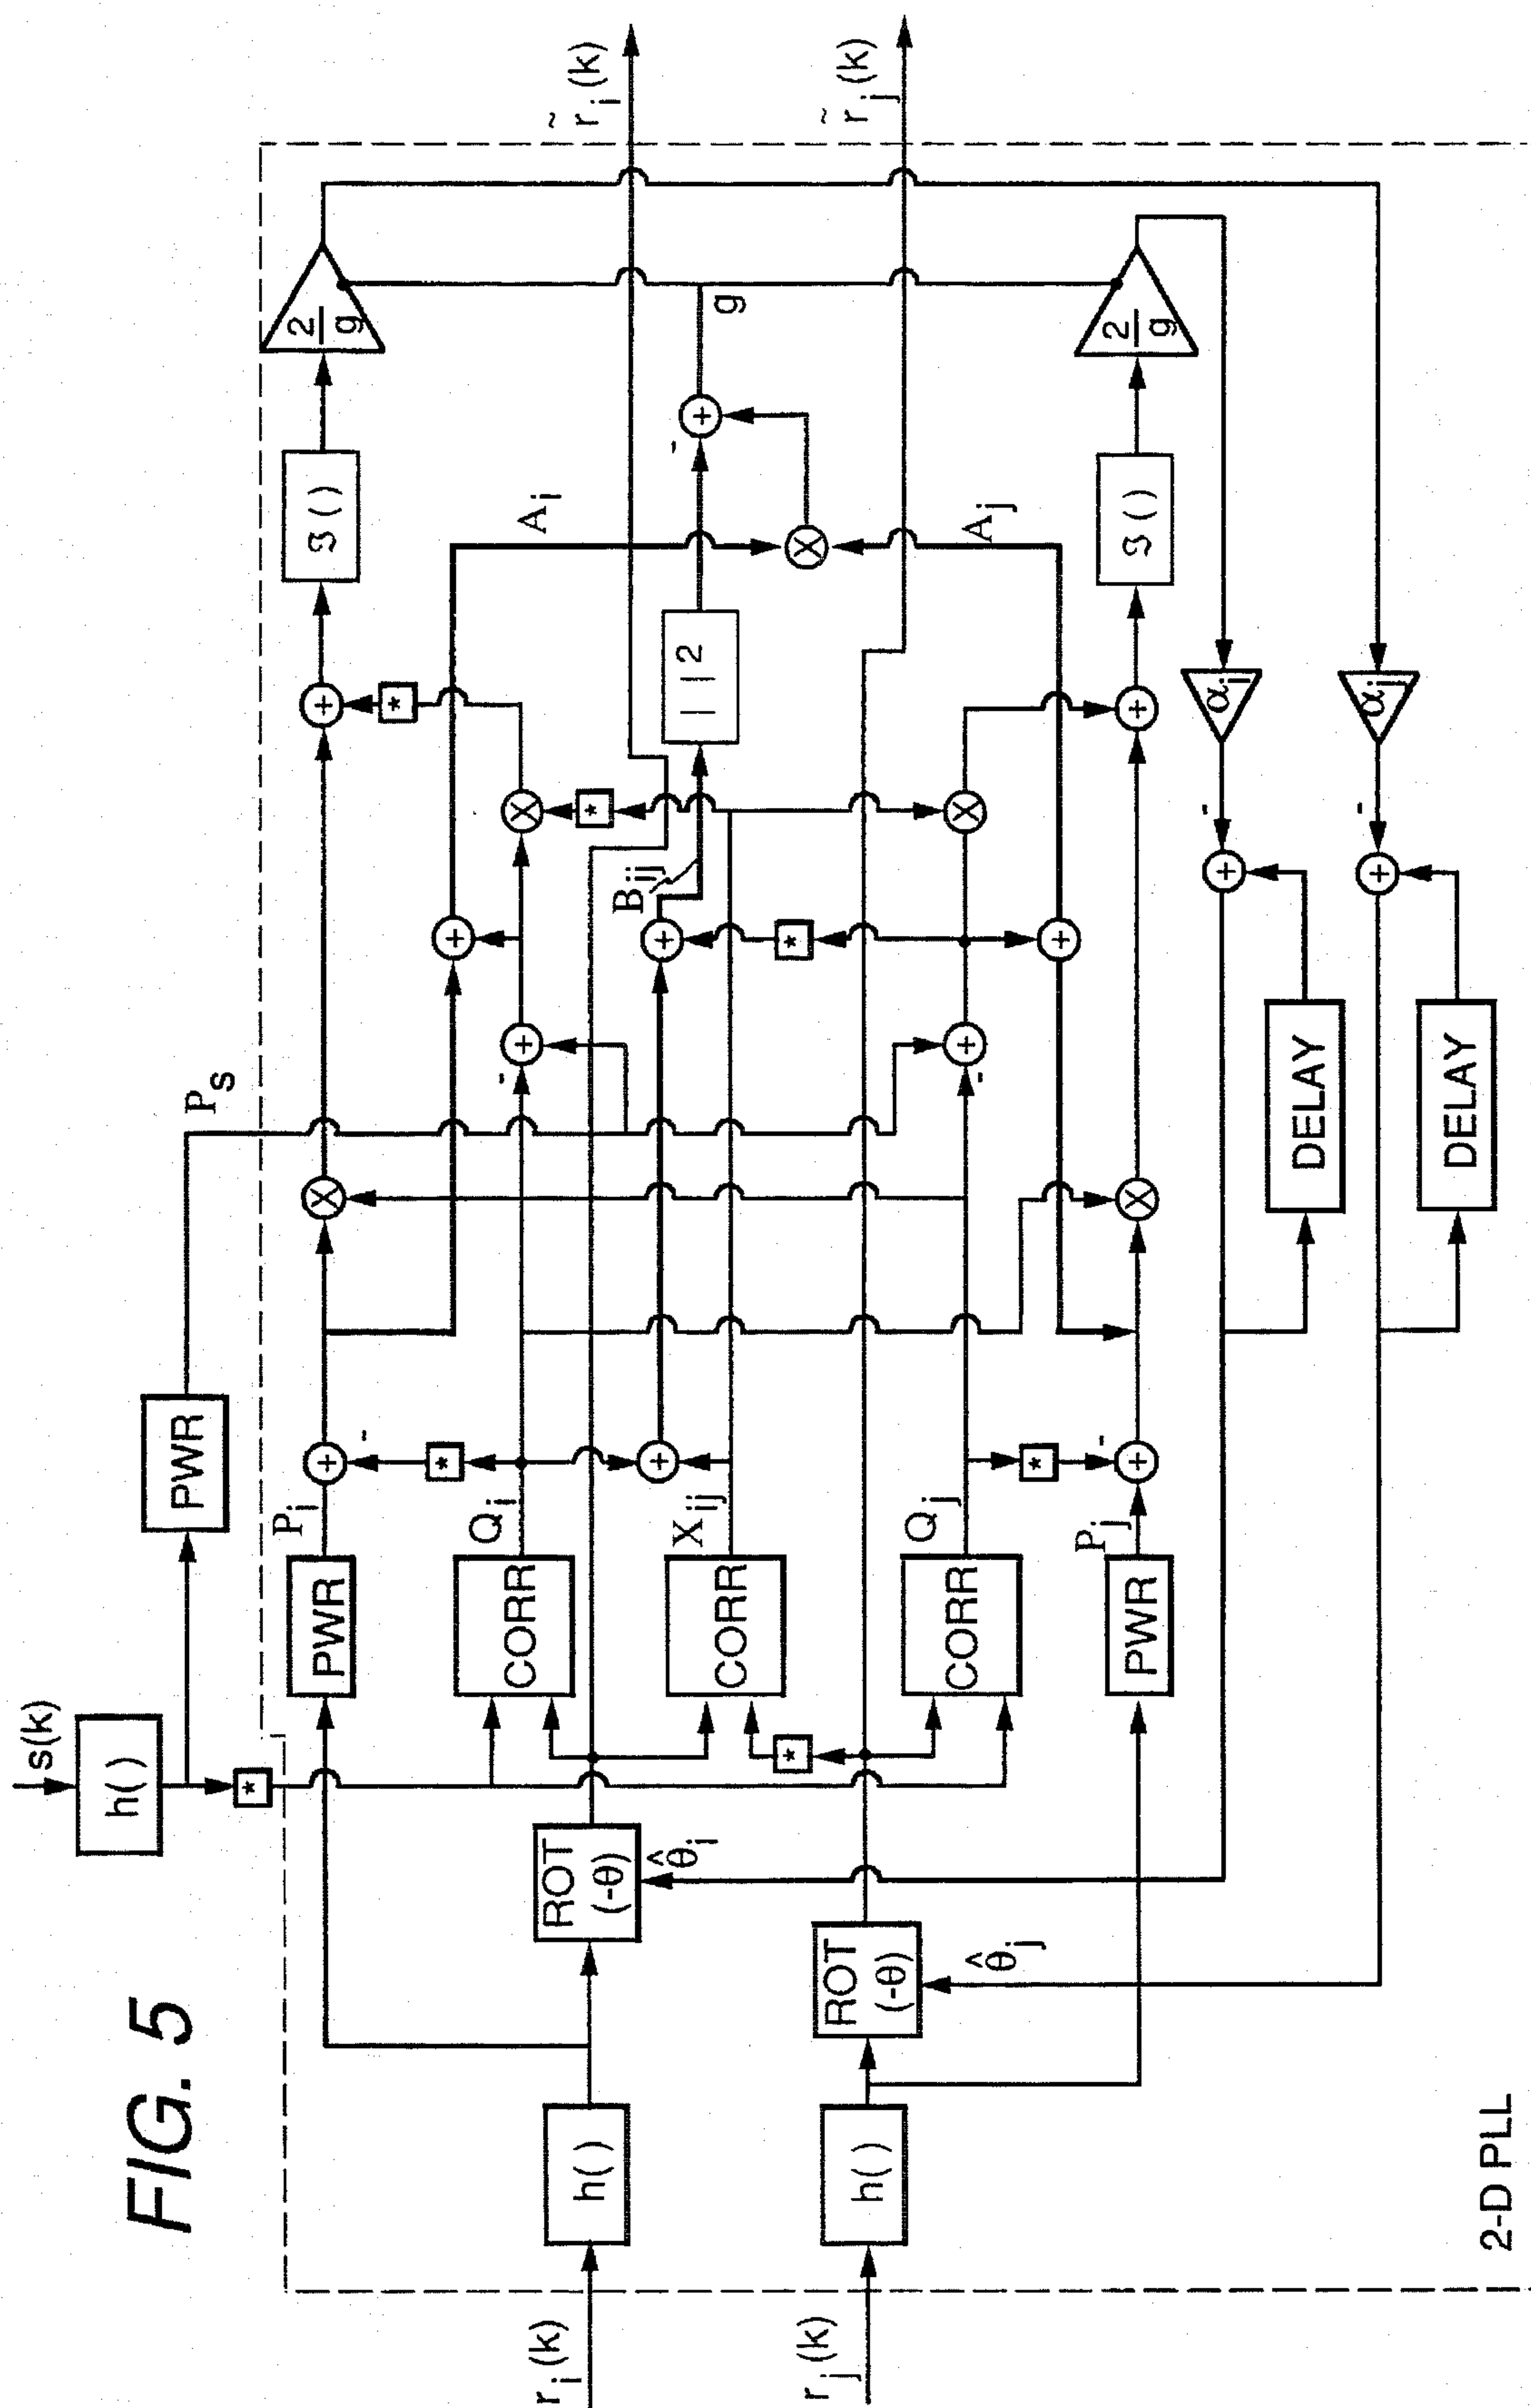 FIG. 5
s(k)
h( )
*
PWR
P_s
r_i(k)
h( )
ROT
(-θ)
θ̂_i
r_j(k)
h( )
ROT
(-θ)
θ̂_j
*
PWR
P_i
CORR
Q_i
CORR
X_ij
CORR
Q_j
PWR
P_j
*
-
+
+
*
-
+
×
×
-
+
-
+
+
+
*
+
B_ij
×
*
×
*
+
+
| |²
A_i
×
A_j
-
+
g
ℑ( )
2/g
ℑ( )
2/g
r̃_i(k)
r̃_j(k)
α_i
-
+
DELAY
α_j
-
+
DELAY
2-D PLL